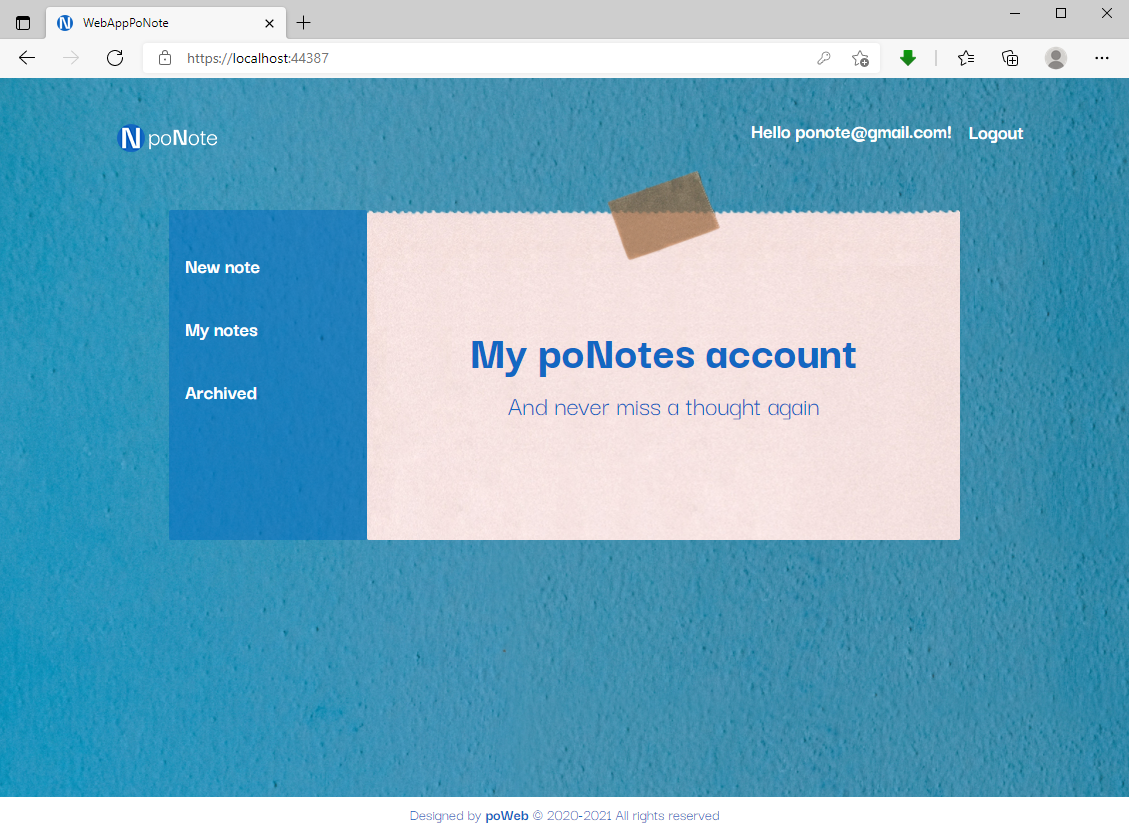 WebAppPoNote
https://localhost:44387
N poNote
Hello ponote@gmail.com! Logout
New note
My notes
Archived
My poNotes account
And never miss a thought again
Designed by poWeb © 2020-2021 All rights reserved